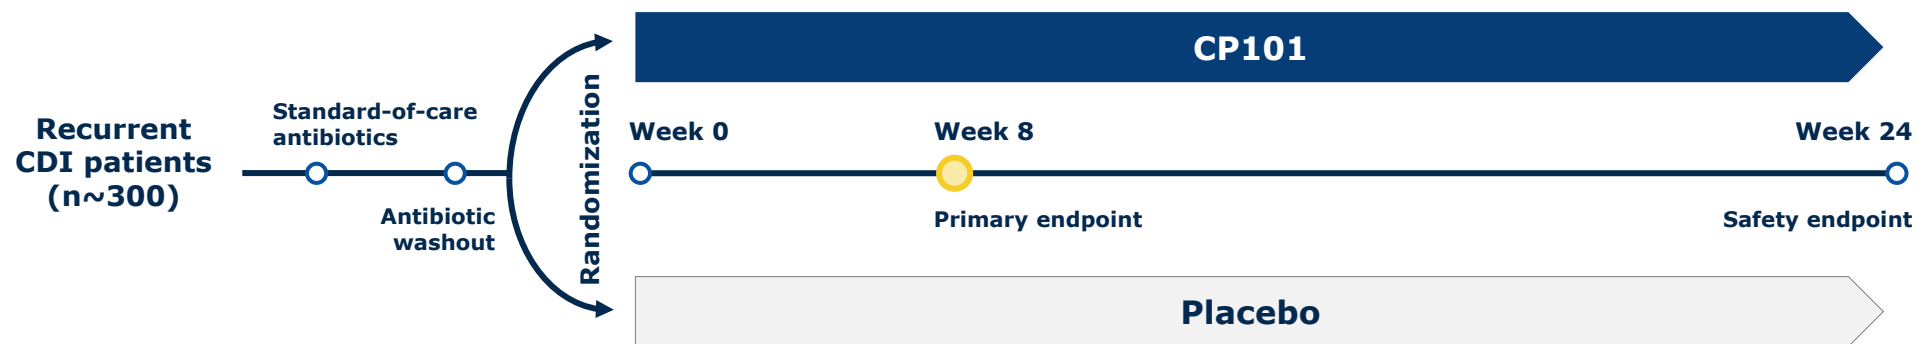 Recurrent
CDI patients
(n~300)
Standard-of-care
antibiotics
Antibiotic
washout
Randomization
CP101
Week 0
Week 8
Week 24
Primary endpoint
Safety endpoint
Placebo